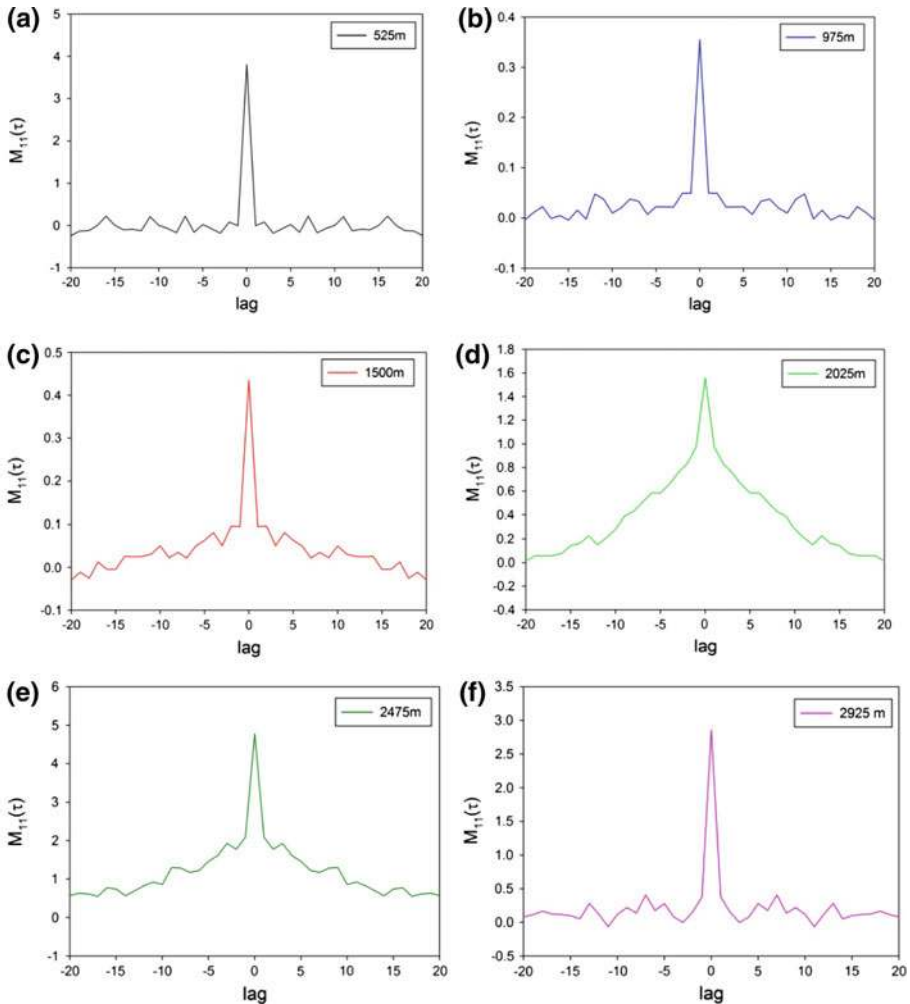 (a)
525m
5
4
3
2
1
0
-1
M₁₁(τ)
-20 -15 -10 -5 0 5 10 15 20
lag
(b)
975m
0.4
0.3
0.2
0.1
0.0
-0.1
M₁₁(τ)
-20 -15 -10 -5 0 5 10 15 20
lag
(c)
1500m
0.5
0.4
0.3
0.2
0.1
0.0
-0.1
M₁₁(τ)
-20 -15 -10 -5 0 5 10 15 20
lag
(d)
2025m
1.8
1.6
1.4
1.2
1.0
0.8
0.6
0.4
0.2
0.0
-0.2
-0.4
M₁₁(τ)
-20 -15 -10 -5 0 5 10 15 20
lag
(e)
2475m
6
5
4
3
2
1
0
-1
M₁₁(τ)
-20 -15 -10 -5 0 5 10 15 20
lag
(f)
2925 m
3.5
3.0
2.5
2.0
1.5
1.0
0.5
0.0
-0.5
M₁₁(τ)
-20 -15 -10 -5 0 5 10 15 20
lag